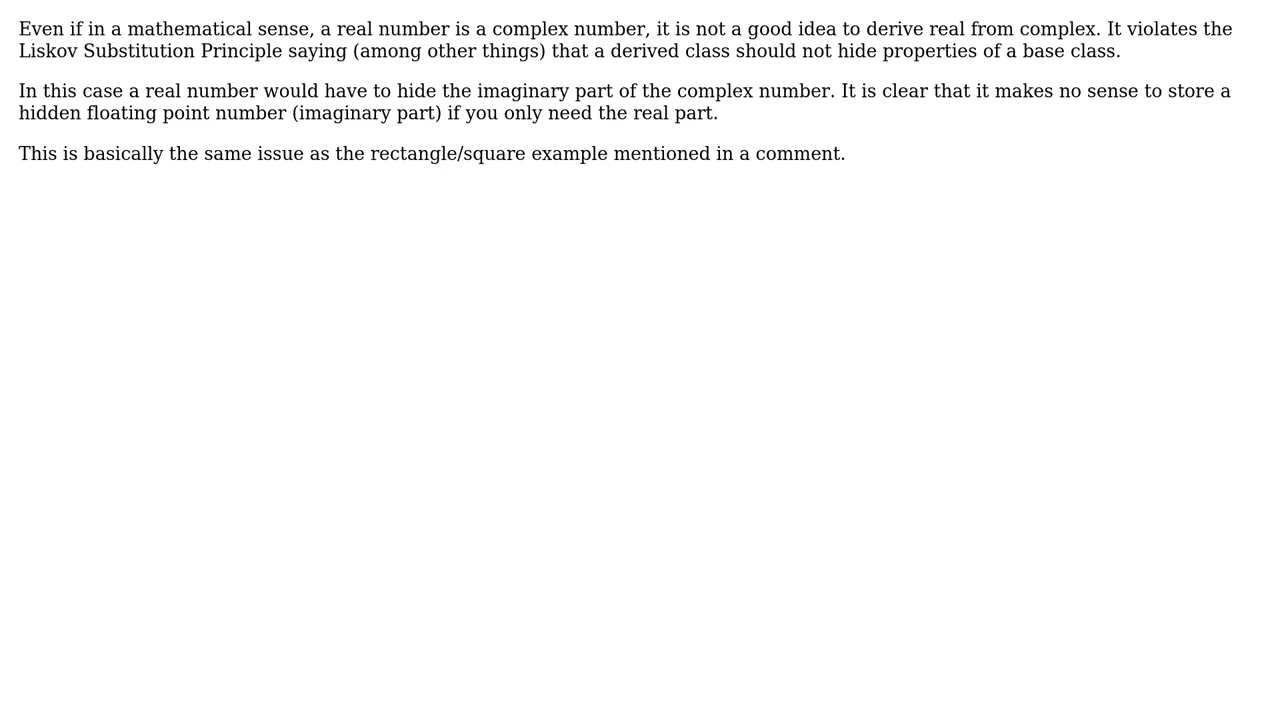 Even if in a mathematical sense, a real number is a complex number, it is not a good idea to derive real from complex. It violates the
Liskov Substitution Principle saying (among other things) that a derived class should not hide properties of a base class.
In this case a real number would have to hide the imaginary part of the complex number. It is clear that it makes no sense to store a
hidden floating point number (imaginary part) if you only need the real part.
This is basically the same issue as the rectangle/square example mentioned in a comment.